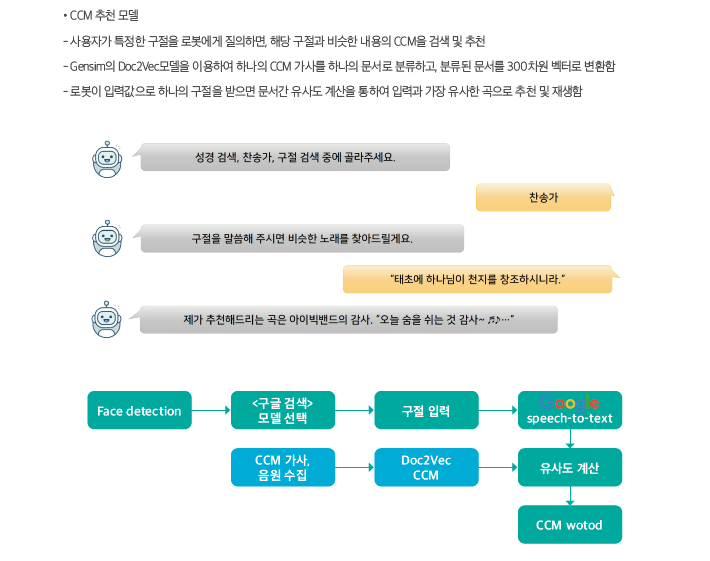 • CCM 추천 모델
- 사용자가 특정한 구절을 로봇에게 질의하면, 해당 구절과 비슷한 내용의 CCM을 검색 및 추천
- Gensim의 Doc2Vec모델을 이용하여 하나의 CCM 가사를 하나의 문서로 분류하고, 분류된 문서를 300차원 벡터로 변환함
- 로봇이 입력값으로 하나의 구절을 받으면 문서간 유사도 계산을 통하여 입력과 가장 유사한 곡으로 추천 및 재생함
성경 검색, 찬송가, 구절 검색 중에 골라주세요.
찬송가
구절을 말씀해 주시면 비슷한 노래를 찾아드릴게요.
“태초에 하나님이 천지를 창조하시니라.”
제가 추천해드리는 곡은 아이빅밴드의 감사. “오늘 숨을 쉬는 것 감사~ ♬♪…”
Face detection
<구글 검색>
모델 선택
구절 입력
Google
speech-to-text
CCM 가사,
음원 수집
Doc2Vec
CCM
유사도 계산
CCM wotod